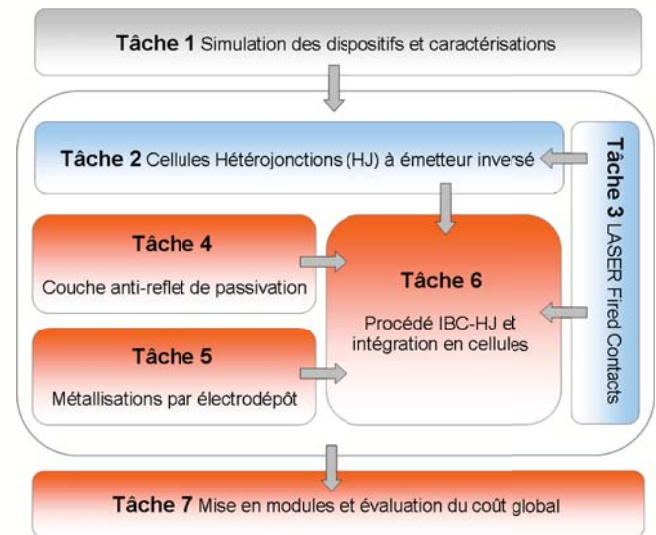 Tâche 1 Simulation des dispositifs et caractérisations
Tâche 2 Cellules Hétérojonctions (HJ) à émetteur inversé
Tâche 3 LASER Fired Contacts
Tâche 4
Couche anti-reflet de passivation
Tâche 5
Métallisations par électrodépôt
Tâche 6
Procédé IBC-HJ et
intégration en cellules
Tâche 7 Mise en modules et évaluation du coût global